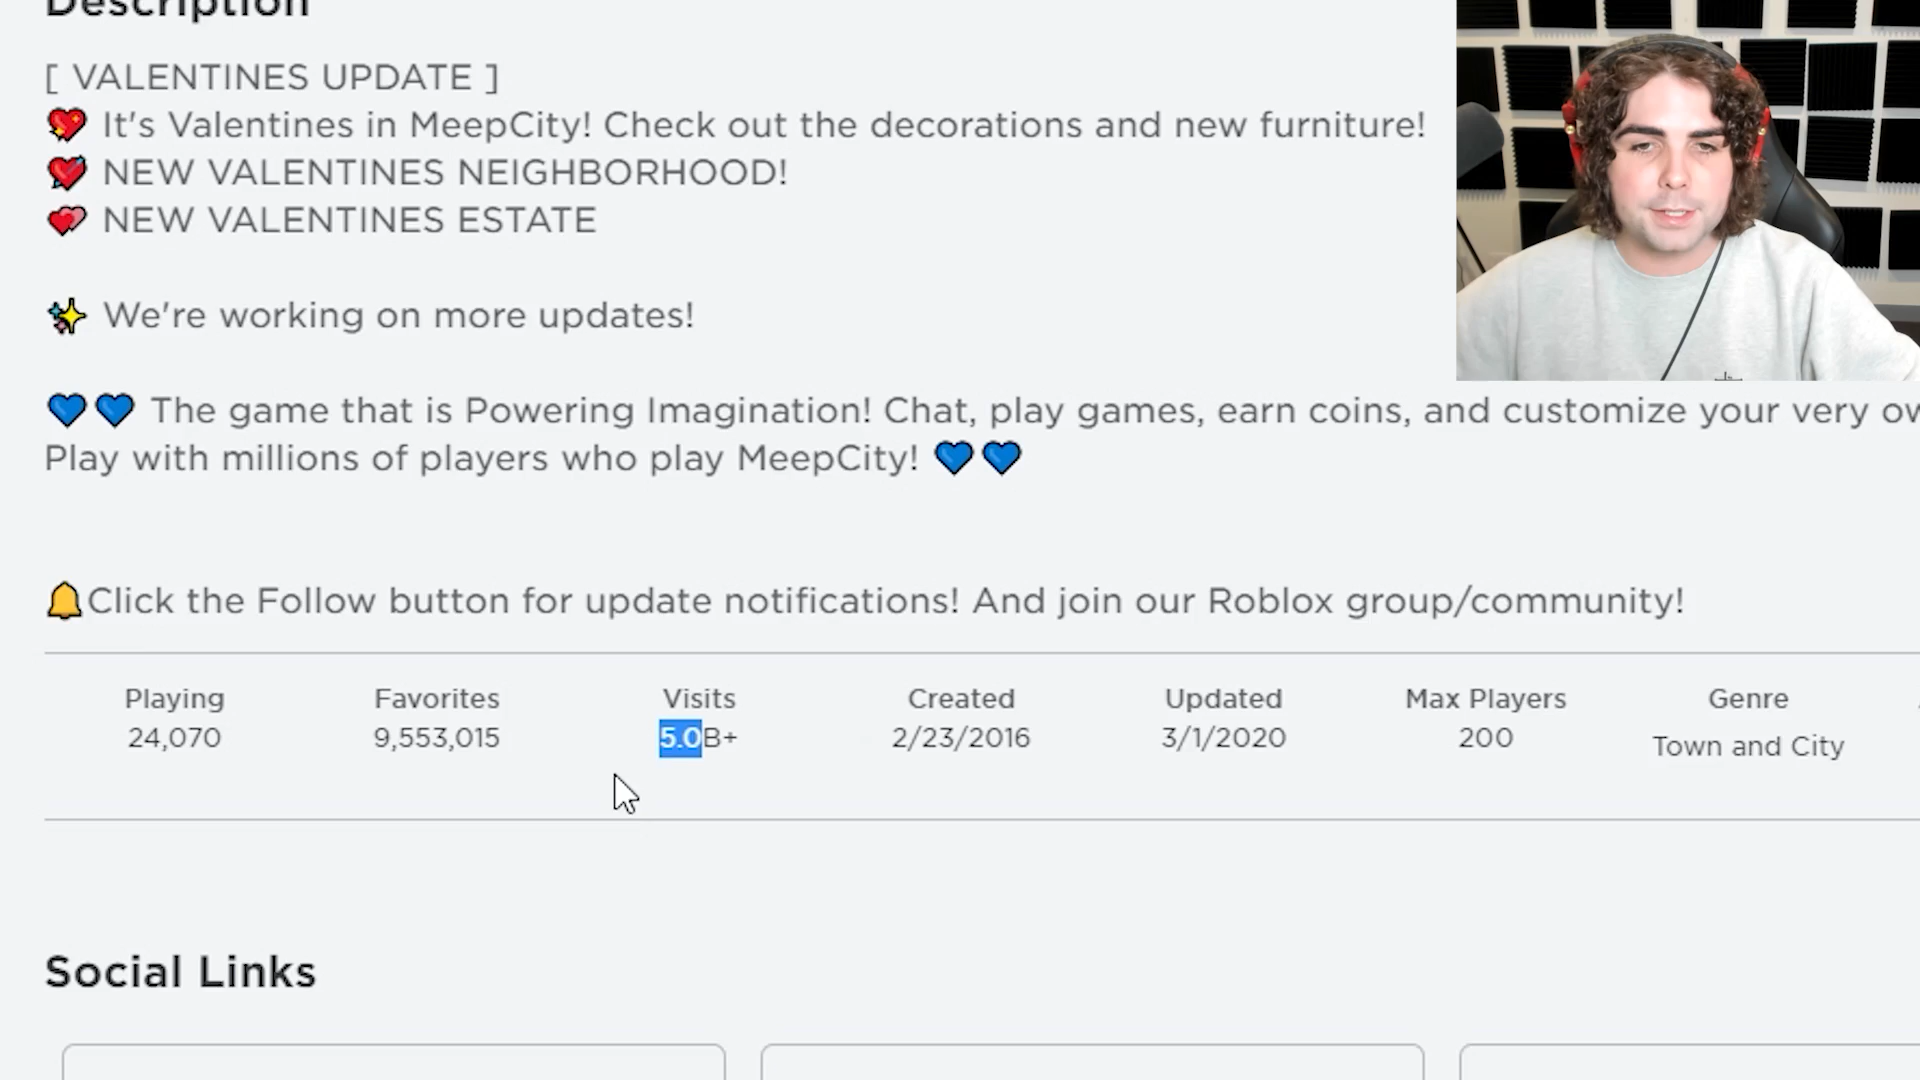 Description
[ VALENTINES UPDATE ]
💖 It's Valentines in MeepCity! Check out the decorations and new furniture!
💘 NEW VALENTINES NEIGHBORHOOD!
💕 NEW VALENTINES ESTATE
✨ We're working on more updates!
💙💙 The game that is Powering Imagination! Chat, play games, earn coins, and customize your very
Play with millions of players who play MeepCity! 💙💙
🔔Click the Follow button for update notifications! And join our Roblox group/community!
Playing Favorites Visits Created Updated Max Players Genre
24,070 9,553,015 5.0B+ 2/23/2016 3/1/2020 200 Town and City
Social Links